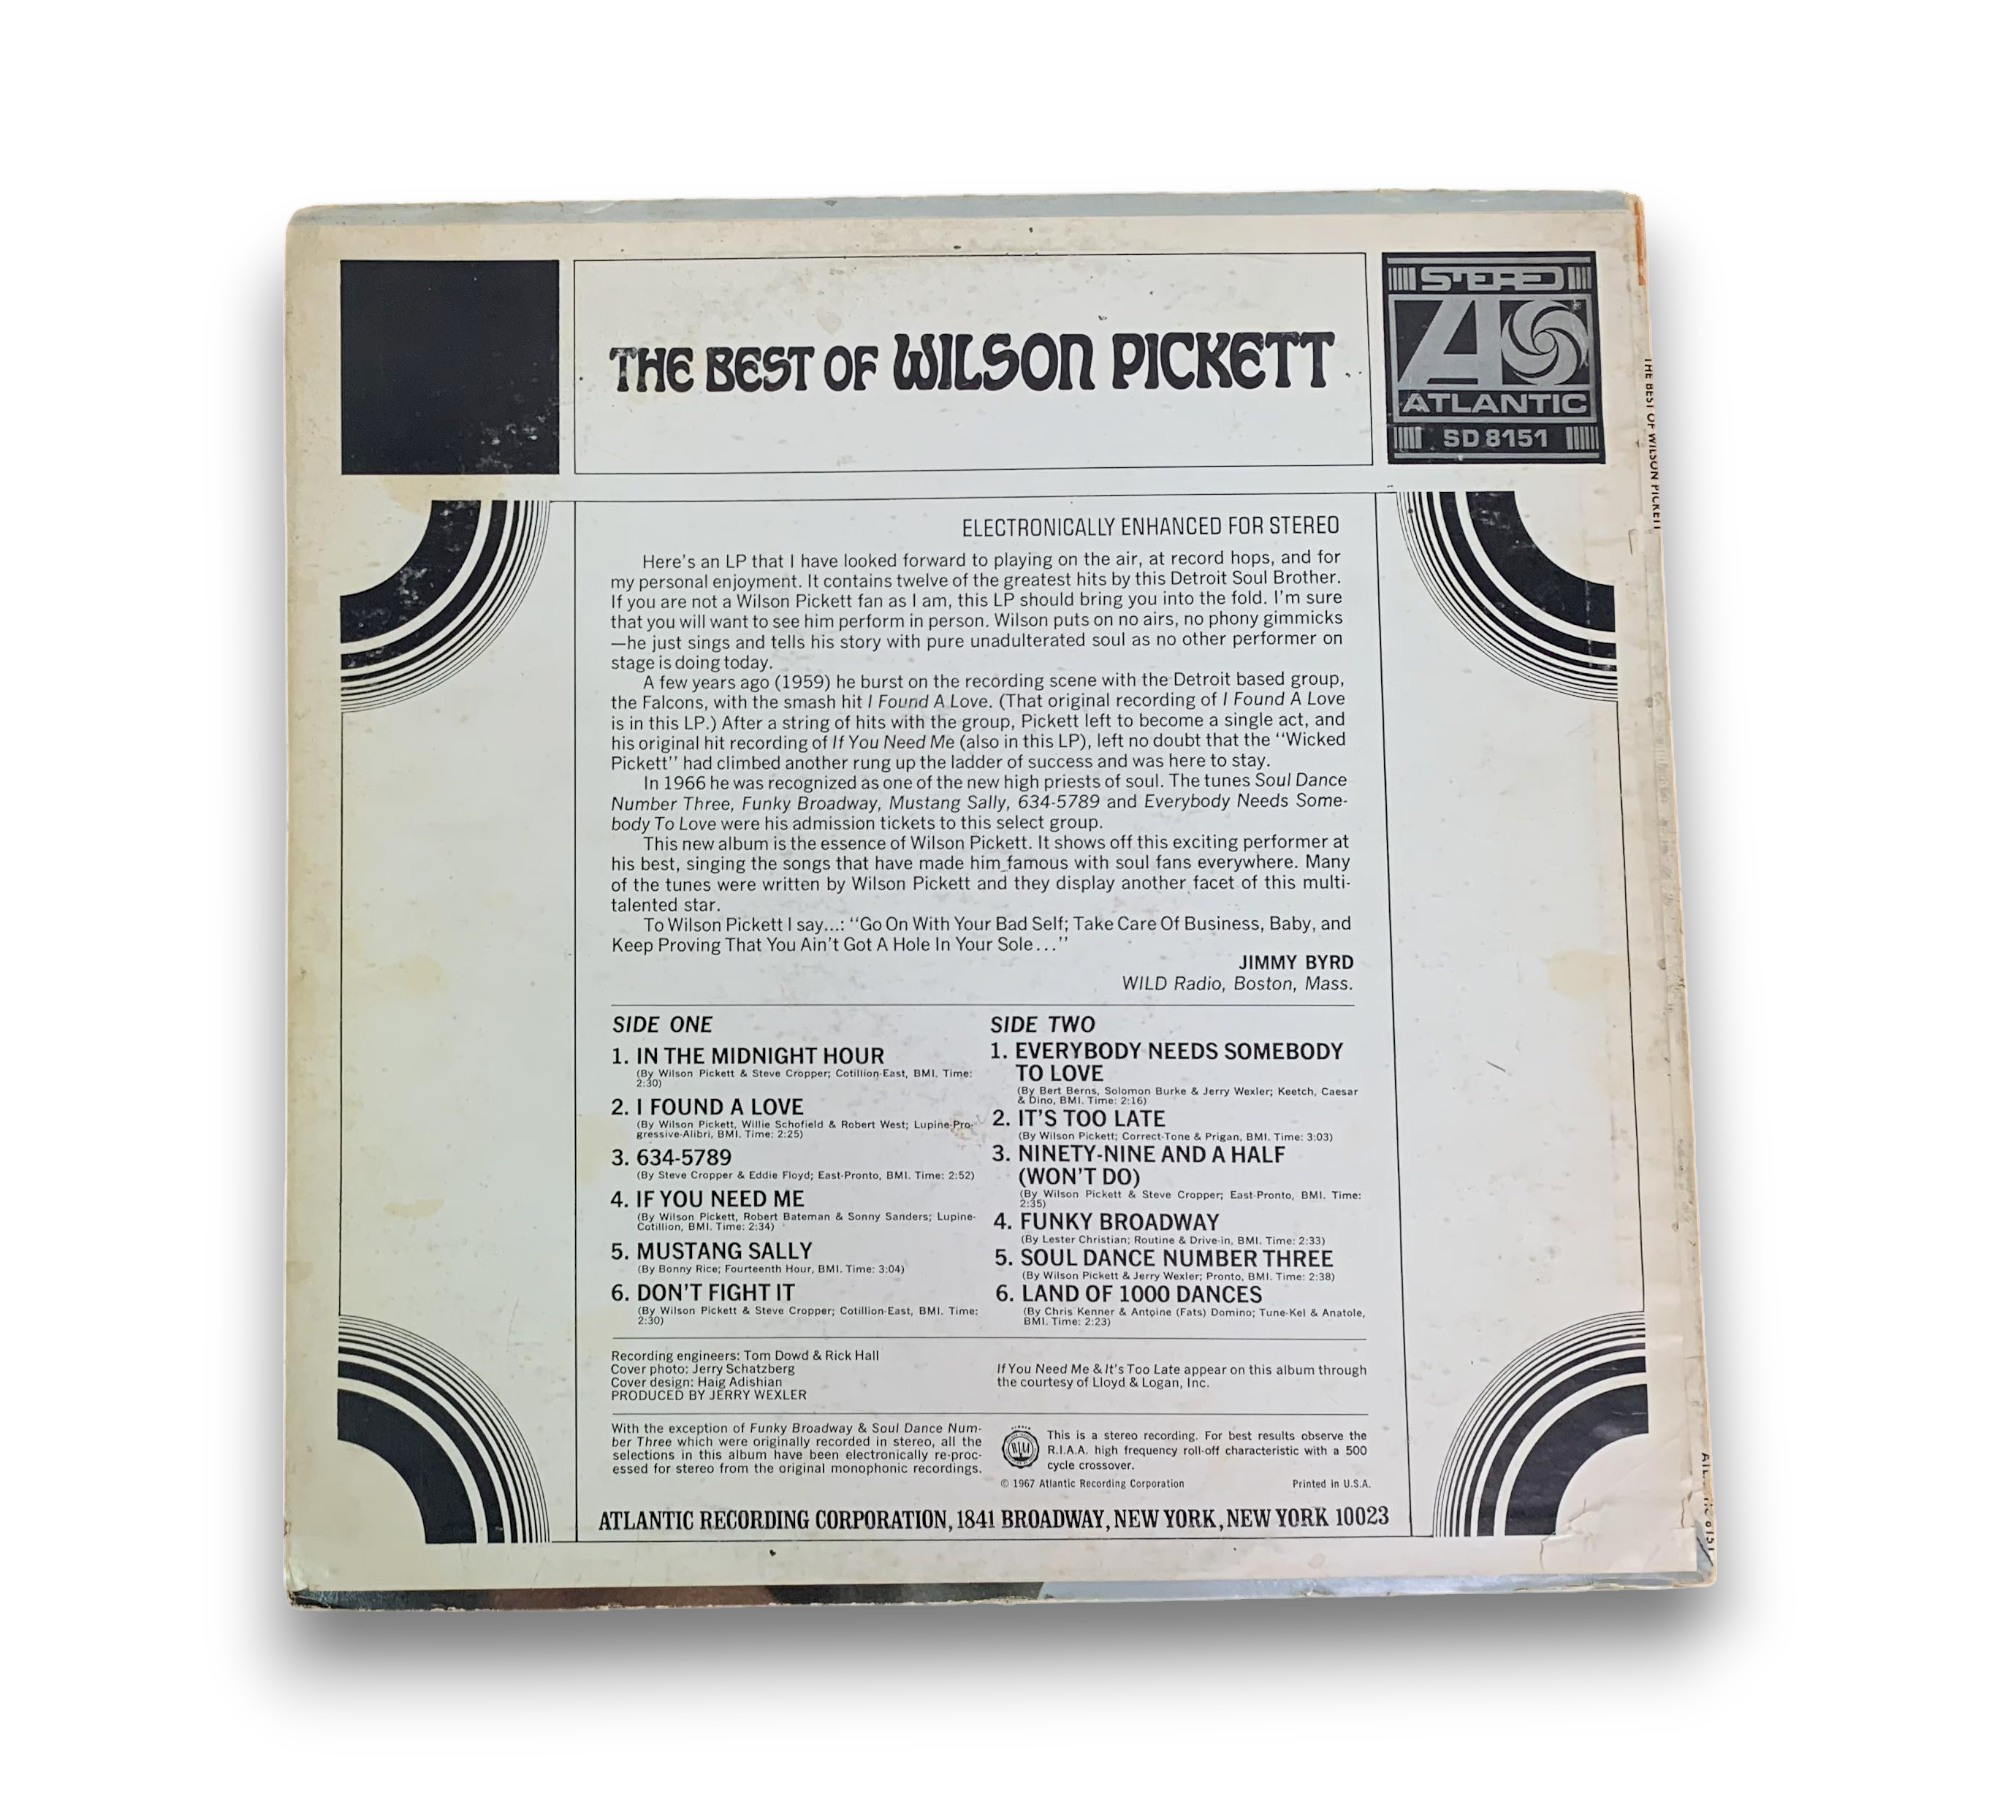 THE BEST OF WILSON PICKETT
STEREO
ATLANTIC
SD 8151
THE BEST OF WILSON PICKETT
ELECTRONICALLY ENHANCED FOR STEREO
Here's an LP that I have looked forward to playing on the air, at record hops, and for
my personal enjoyment. It contains twelve of the greatest hits by this Detroit Soul Brother.
If you are not a Wilson Pickett fan as I am, this LP should bring you into the fold. I'm sure
that you will want to see him perform in person. Wilson puts on no airs, no phony gimmicks
—he just sings and tells his story with pure unadulterated soul as no other performer on
stage is doing today.
A few years ago (1959) he burst on the recording scene with the Detroit based group,
the Falcons, with the smash hit I Found A Love. (That original recording of I Found A Love
is in this LP.) After a string of hits with the group, Pickett left to become a single act, and
his original hit recording of If You Need Me (also in this LP), left no doubt that the "Wicked
Pickett" had climbed another rung up the ladder of success and was here to stay.
In 1966 he was recognized as one of the new high priests of soul. The tunes Soul Dance
Number Three, Funky Broadway, Mustang Sally, 634-5789 and Everybody Needs Some-
body To Love were his admission tickets to this select group.
This new album is the essence of Wilson Pickett. It shows off this exciting performer at
his best, singing the songs that have made him famous with soul fans everywhere. Many
of the tunes were written by Wilson Pickett and they display another facet of this multi-
talented star.
To Wilson Pickett I say...: "Go On With Your Bad Self; Take Care Of Business, Baby, and
Keep Proving That You Ain't Got A Hole In Your Sole..."
JIMMY BYRD
WILD Radio, Boston, Mass.
SIDE ONE
1. IN THE MIDNIGHT HOUR
(By Wilson Pickett & Steve Cropper; Cotillion-East, BMI. Time:
2:30)
2. I FOUND A LOVE
(By Wilson Pickett, Willie Schofield & Robert West; Lupine-Pro-
gressive-Alibri, BMI. Time: 2:25)
3. 634-5789
(By Steve Cropper & Eddie Floyd; East-Pronto, BMI. Time: 2:52)
4. IF YOU NEED ME
(By Wilson Pickett, Robert Bateman & Sonny Sanders; Lupine-
Cotillion, BMI. Time: 2:34)
5. MUSTANG SALLY
(By Bonny Rice; Fourteenth Hour, BMI. Time: 3:04)
6. DON'T FIGHT IT
(By Wilson Pickett & Steve Cropper; Cotillion-East, BMI. Time:
2:30)
SIDE TWO
1. EVERYBODY NEEDS SOMEBODY
TO LOVE
(By Bert Berns, Solomon Burke & Jerry Wexler; Keetch, Caesar
& Dino, BMI. Time: 2:16)
2. IT'S TOO LATE
(By Wilson Pickett; Correct-Tone & Prigan, BMI. Time: 3:03)
3. NINETY-NINE AND A HALF
(WON'T DO)
(By Wilson Pickett & Steve Cropper; East-Pronto, BMI. Time:
2:35)
4. FUNKY BROADWAY
(By Lester Christian; Routine & Drive-in, BMI. Time: 2:33)
5. SOUL DANCE NUMBER THREE
(By Wilson Pickett & Jerry Wexler; Pronto, BMI. Time: 2:38)
6. LAND OF 1000 DANCES
(By Chris Kenner & Antoine (Fats) Domino; Tune-Kel & Anatole,
BMI. Time: 2:23)
Recording engineers: Tom Dowd & Rick Hall
Cover photo: Jerry Schatzberg
Cover design: Haig Adishian
PRODUCED BY JERRY WEXLER
If You Need Me & It's Too Late appear on this album through
the courtesy of Lloyd & Logan, Inc.
With the exception of Funky Broadway & Soul Dance Num-
ber Three which were originally recorded in stereo, all the
selections in this album have been electronically re-proc-
essed for stereo from the original monophonic recordings.
This is a stereo recording. For best results observe the
R.I.A.A. high frequency roll-off characteristic with a 500
cycle crossover.
© 1967 Atlantic Recording Corporation Printed in U.S.A.
ATLANTIC RECORDING CORPORATION, 1841 BROADWAY, NEW YORK, NEW YORK 10023